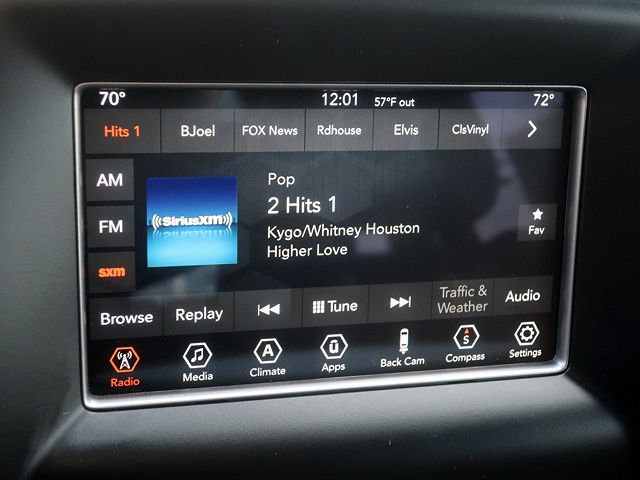 70° 12:01 57°F out 72°
Hits 1 BJoel FOX News Rdhouse Elvis ClsVinyl
AM
FM
sxm
((SiriusXM))
Pop
2 Hits 1
Kygo/Whitney Houston
Higher Love
Fav
Browse Replay Tune Traffic & Weather Audio
A Ü S
Radio Media Climate Apps Back Cam Compass Settings